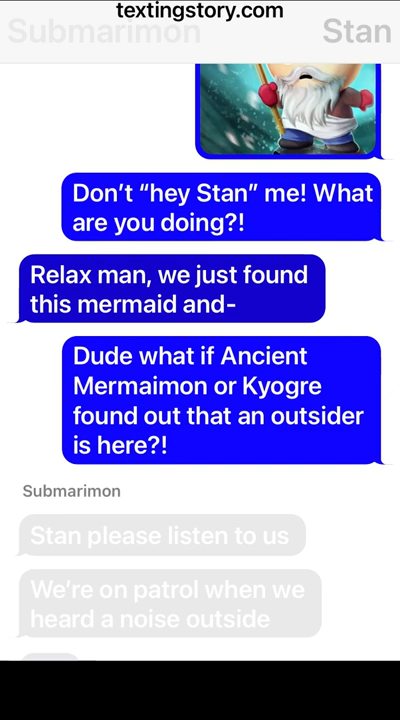 textingstory.com
Submarimon
Stan
Don’t “hey Stan” me! What
are you doing?!
Relax man, we just found
this mermaid and-
Dude what if Ancient
Mermaimon or Kyogre
found out that an outsider
is here?!
Submarimon
Stan please listen to us
We’re on patrol when we
heard a noise outside